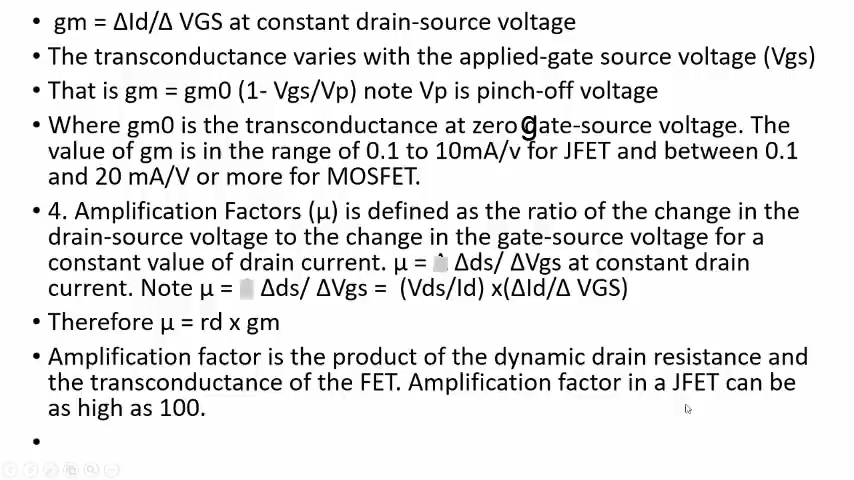 • gm = ΔId/Δ VGS at constant drain-source voltage
• The transconductance varies with the applied-gate source voltage (Vgs)
• That is gm = gm0 (1- Vgs/Vp) note Vp is pinch-off voltage
• Where gm0 is the transconductance at zero gate-source voltage. The
value of gm is in the range of 0.1 to 10mA/v for JFET and between 0.1
and 20 mA/V or more for MOSFET.
• 4. Amplification Factors (μ) is defined as the ratio of the change in the
drain-source voltage to the change in the gate-source voltage for a
constant value of drain current. μ = Δds/ ΔVgs at constant drain
current. Note μ = Δds/ ΔVgs = (Vds/Id) x(ΔId/Δ VGS)
• Therefore μ = rd x gm
• Amplification factor is the product of the dynamic drain resistance and
the transconductance of the FET. Amplification factor in a JFET can be
as high as 100.
•